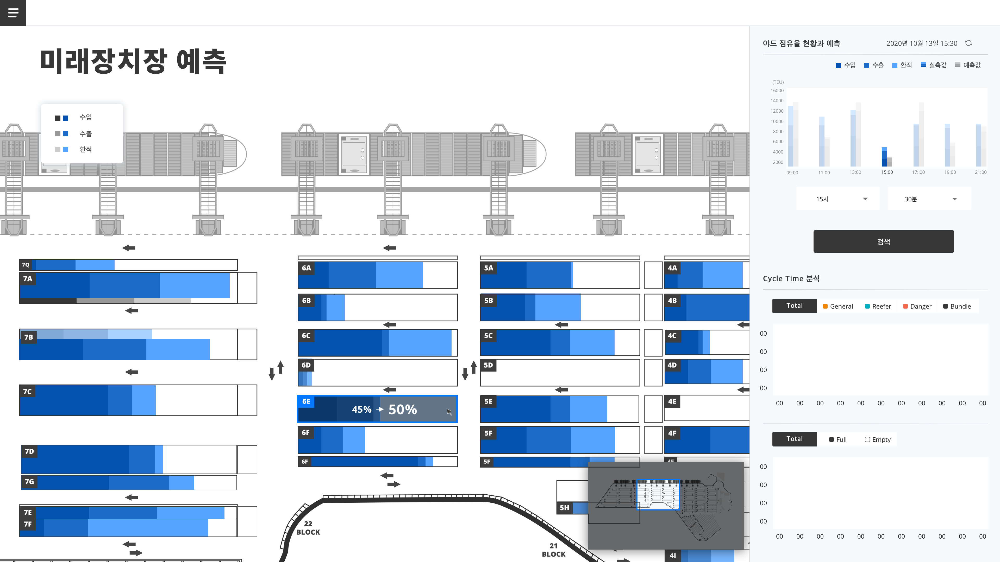 미래장치장 예측
수입
수출
환적
7Q
7A
7B
7C
7D
7G
7E
7F
6A
6B
6C
6D
6E
45% → 50%
6F
6F
5A
5B
5C
5D
5E
5F
5F
5H
4A
4B
4C
4D
4E
4F
4I
22
BLOCK
21
BLOCK
야드 점유율 현황과 예측
2020년 10월 13일 15:30
수입 수출 환적 실측값 예측값
(TEU)
16000
14000
12000
10000
8000
6000
4000
2000
09:00 11:00 13:00 15:00 17::00 19:00 21:00
15시
30분
검색
Cycle Time 분석
Total General Reefer Danger Bundle
00
00
00
00
00 00 00 00 00 00 00 00 00 00 00
Total Full Empty
00
00
00
00
00 00 00 00 00 00 00 00 00 00 00